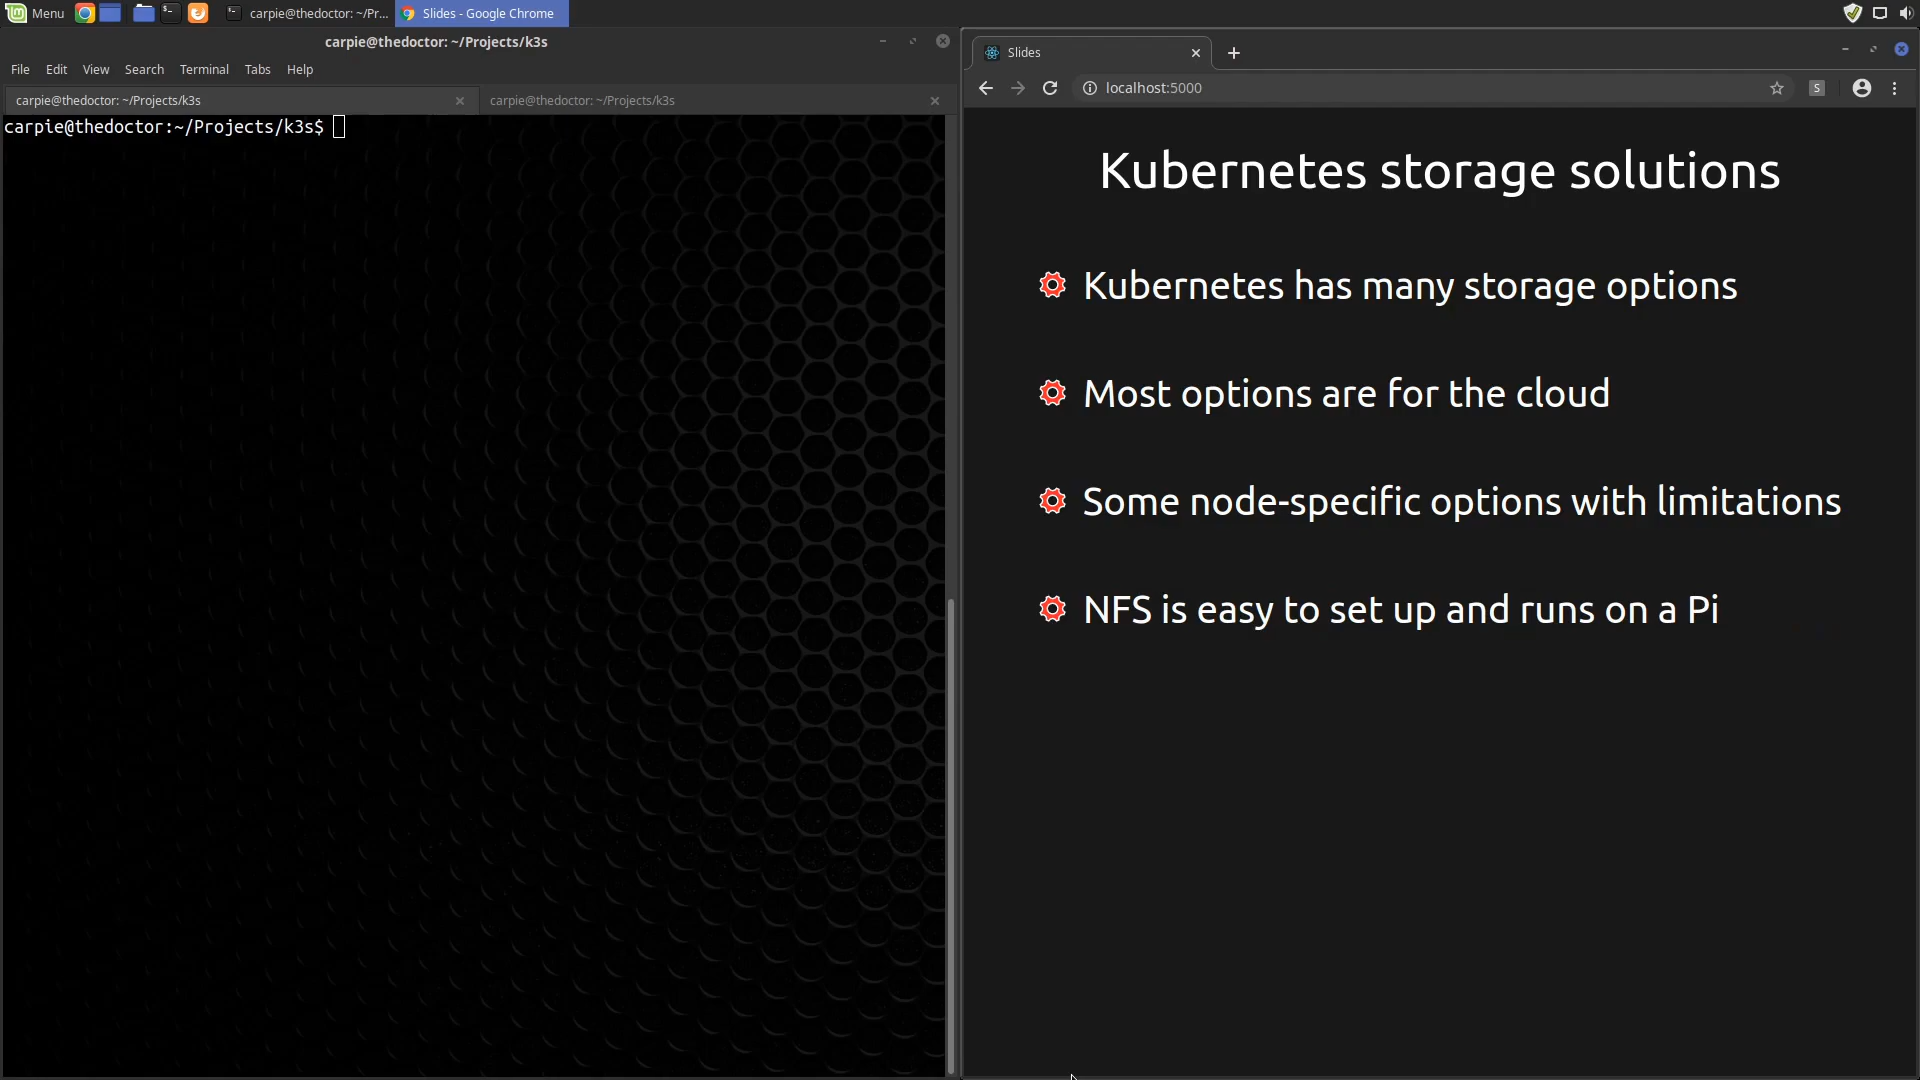 Menu
carpie@thedoctor: ~/Pr...
Slides - Google Chrome
carpie@thedoctor: ~/Projects/k3s
File Edit View Search Terminal Tabs Help
carpie@thedoctor: ~/Projects/k3s
carpie@thedoctor: ~/Projects/k3s
carpie@thedoctor:~/Projects/k3s$
Slides
localhost:5000
S
Kubernetes storage solutions
Kubernetes has many storage options
Most options are for the cloud
Some node-specific options with limitations
NFS is easy to set up and runs on a Pi